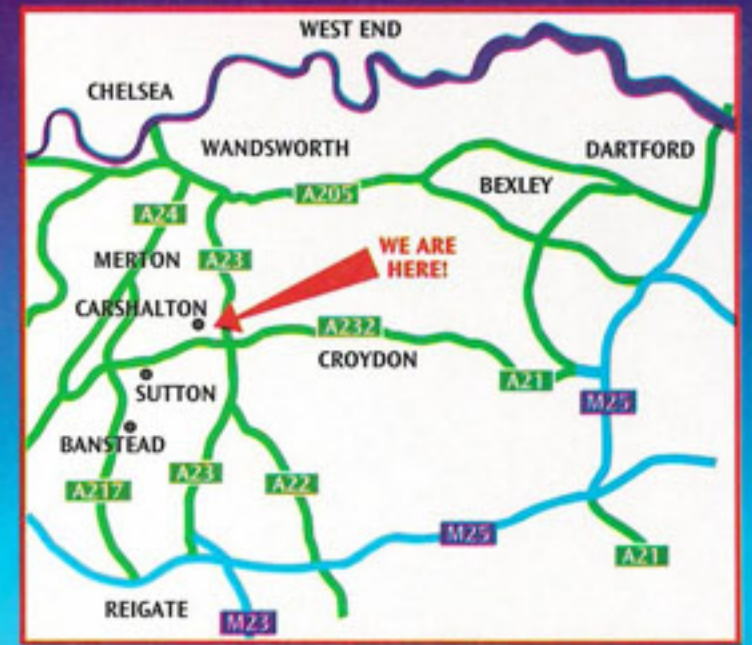 WEST END
CHELSEA
WANDSWORTH
DARTFORD
BEXLEY
A205
A24
WE ARE
HERE!
MERTON
A23
CARSHALTON
A232
CROYDON
A21
SUTTON
M25
BANSTEAD
A23
A22
A217
M25
A21
REIGATE
M23